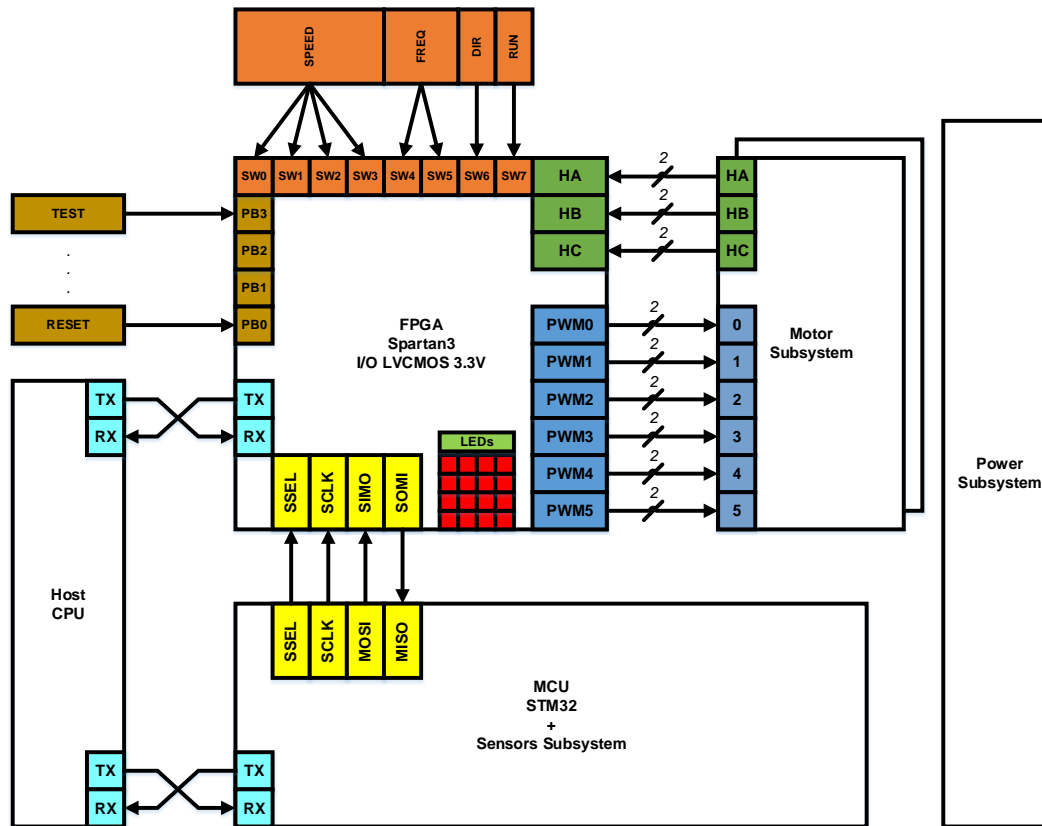 SPEED
FREQ
DIR
RUN
SW0 SW1 SW2 SW3 SW4 SW5 SW6 SW7
HA
2
HA
HB
2
HB
HC
2
HC
TEST
PB3
PB2
PB1
.
.
.
RESET
PB0
FPGA
Spartan3
I/O LVCMOS 3.3V
PWM0
2
0
PWM1
2
1
PWM2
2
2
PWM3
2
3
PWM4
2
4
PWM5
2
5
Motor
Subsystem
Power
Subsystem
TX
RX
TX
RX
LEDs
SSEL
SCLK
SIMO
SOMI
Host
CPU
SSEL
SCLK
MOSI
MISO
MCU
STM32
+
Sensors Subsystem
TX
RX
TX
RX